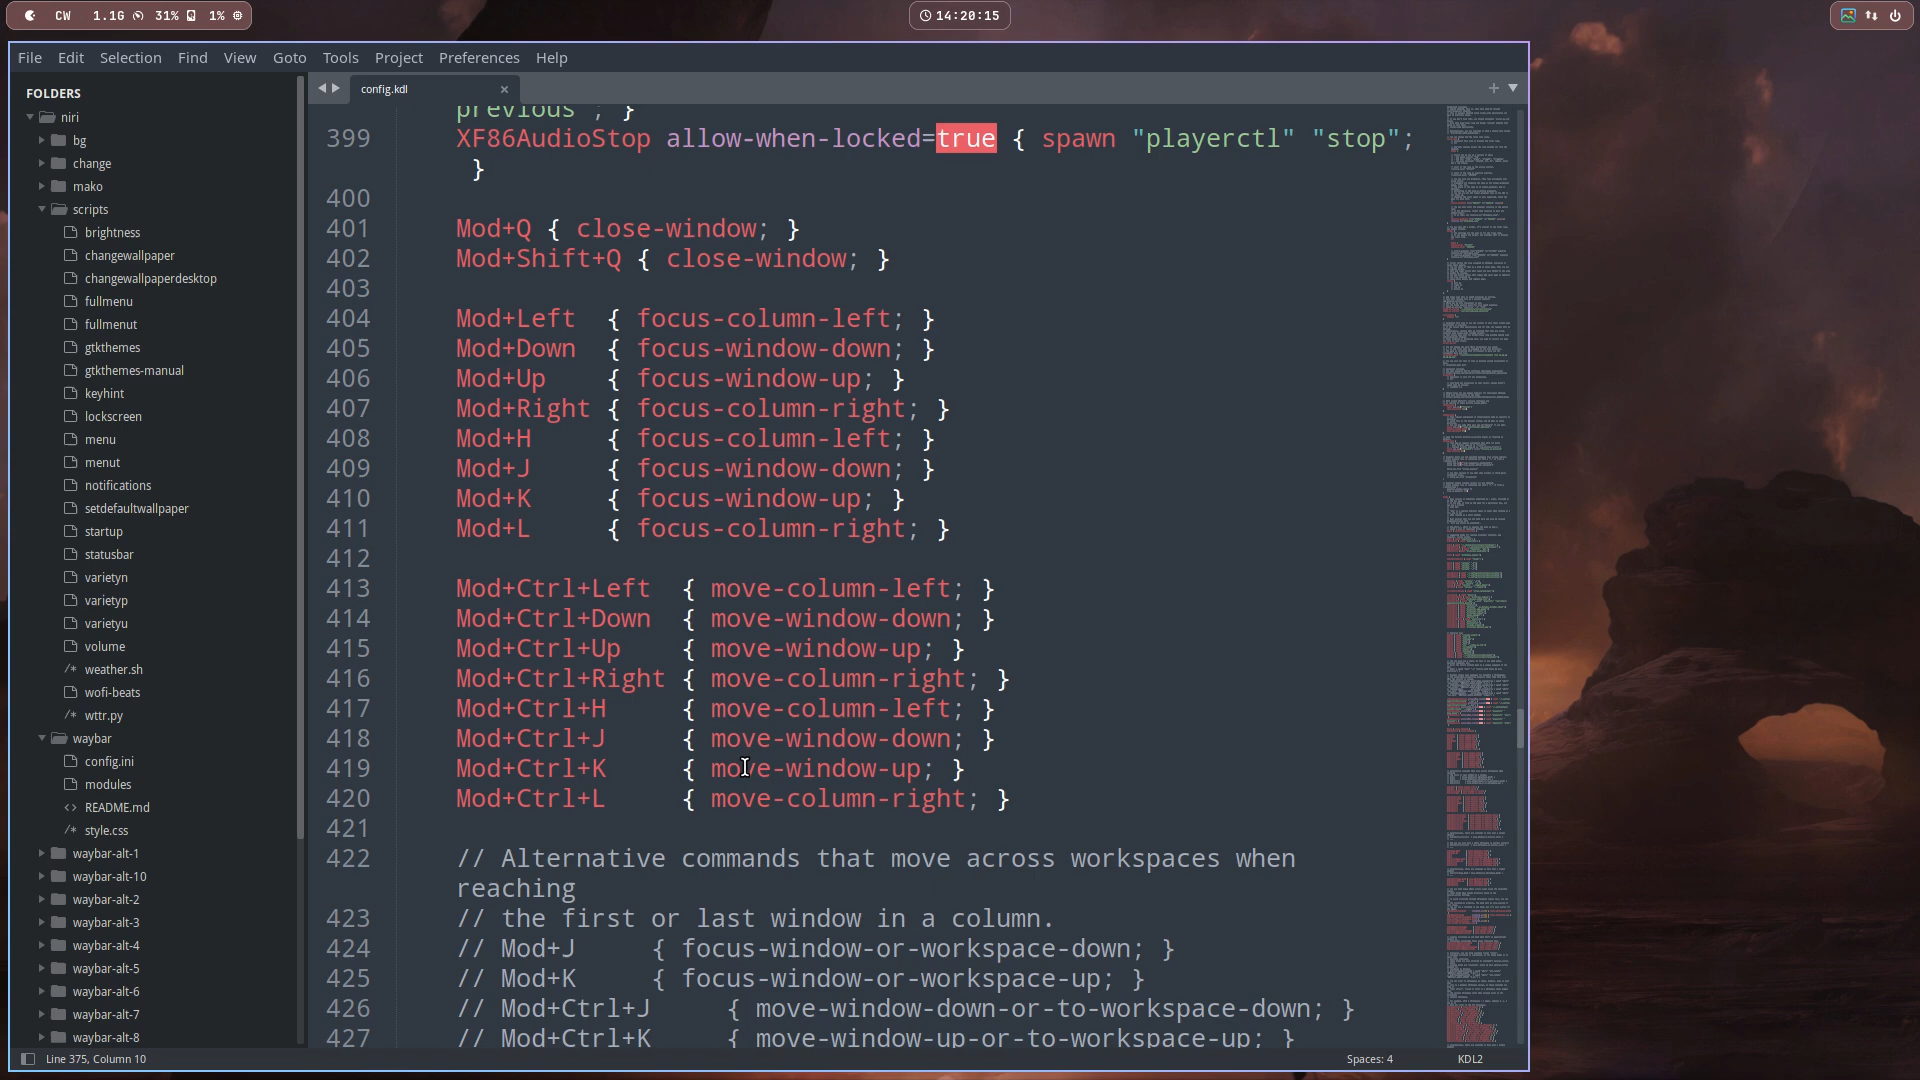 CW 1.1G 31% 1%
14:20:15
File Edit Selection Find View Goto Tools Project Preferences Help
FOLDERS
niri
bg
change
mako
scripts
brightness
changewallpaper
changewallpaperdesktop
fullmenu
fullmenut
gtkthemes
gtkthemes-manual
keyhint
lockscreen
menu
menut
notifications
setdefaultwallpaper
startup
statusbar
varietyn
varietyp
varietyu
volume
/* weather.sh
wofi-beats
/* wttr.py
waybar
config.ini
modules
<> README.md
/* style.css
waybar-alt-1
waybar-alt-10
waybar-alt-2
waybar-alt-3
waybar-alt-4
waybar-alt-5
waybar-alt-6
waybar-alt-7
waybar-alt-8
config.kdl ×
previous"; }
399 XF86AudioStop allow-when-locked=true { spawn "playerctl" "stop";
}
400
401 Mod+Q { close-window; }
402 Mod+Shift+Q { close-window; }
403
404 Mod+Left { focus-column-left; }
405 Mod+Down { focus-window-down; }
406 Mod+Up { focus-window-up; }
407 Mod+Right { focus-column-right; }
408 Mod+H { focus-column-left; }
409 Mod+J { focus-window-down; }
410 Mod+K { focus-window-up; }
411 Mod+L { focus-column-right; }
412
413 Mod+Ctrl+Left { move-column-left; }
414 Mod+Ctrl+Down { move-window-down; }
415 Mod+Ctrl+Up { move-window-up; }
416 Mod+Ctrl+Right { move-column-right; }
417 Mod+Ctrl+H { move-column-left; }
418 Mod+Ctrl+J { move-window-down; }
419 Mod+Ctrl+K { move-window-up; }
420 Mod+Ctrl+L { move-column-right; }
421
422 // Alternative commands that move across workspaces when
reaching
423 // the first or last window in a column.
424 // Mod+J { focus-window-or-workspace-down; }
425 // Mod+K { focus-window-or-workspace-up; }
426 // Mod+Ctrl+J { move-window-down-or-to-workspace-down; }
427 // Mod+Ctrl+K { move-window-up-or-to-workspace-up; }
Line 375, Column 10
Spaces: 4
KDL2